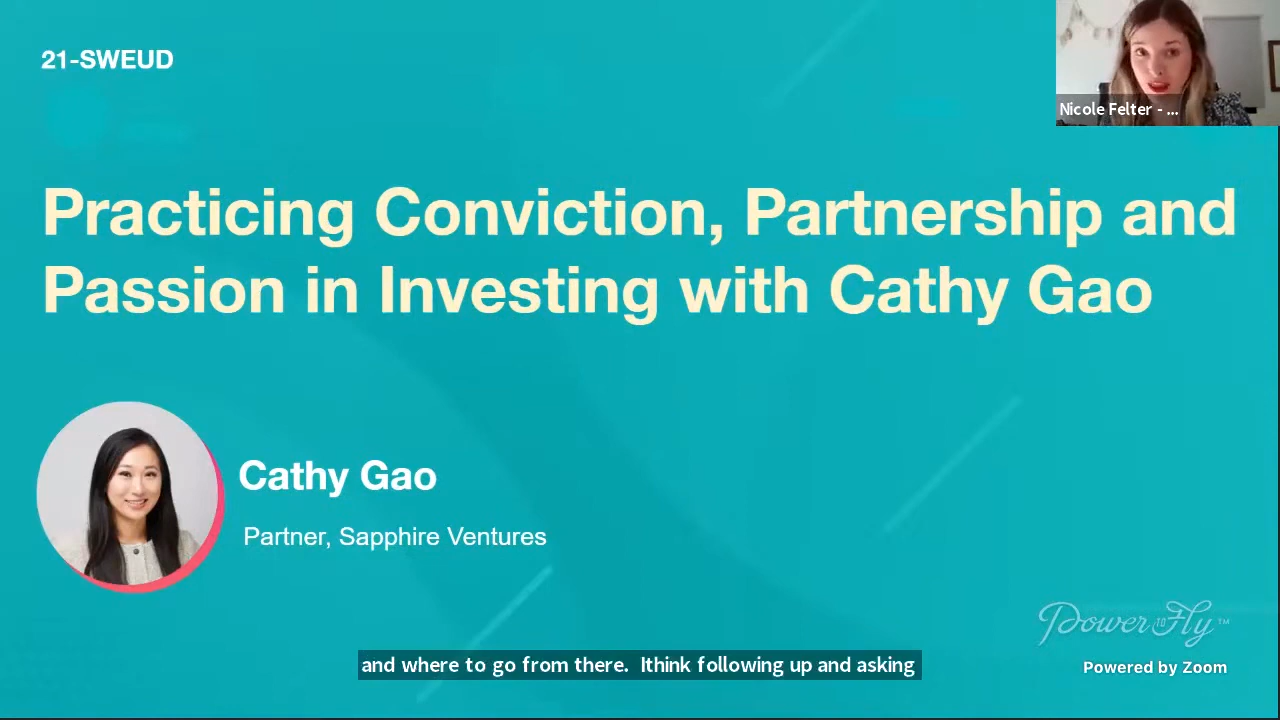 21-SWEUD
Nicole Felter - ...
Practicing Conviction, Partnership and
Passion in Investing with Cathy Gao
Cathy Gao
Partner, Sapphire Ventures
PowerToFly™
and where to go from there.  Ithink following up and asking
Powered by Zoom